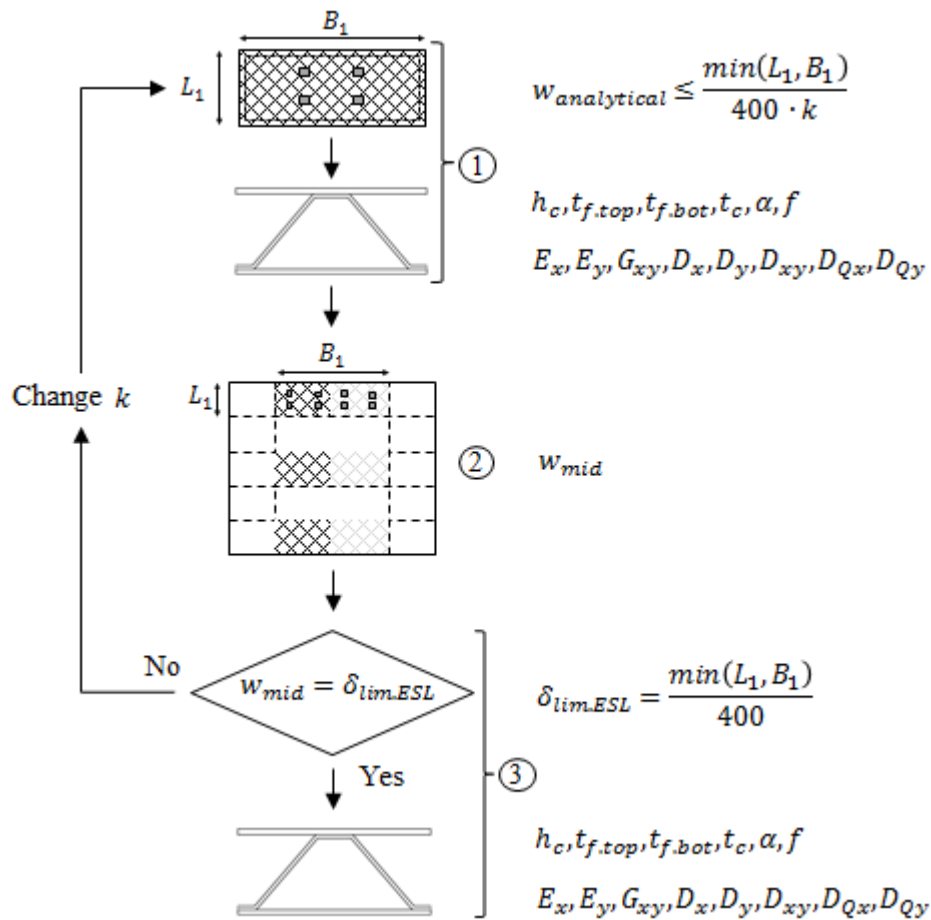 B₁
L₁
w_analytical ≤ min(L₁, B₁) / 400 · k
①
h_c, t_f.top, t_f.bot, t_c, α, f
E_x, E_y, G_xy, D_x, D_y, D_xy, D_Qx, D_Qy
B₁
Change k
L₁
②
w_mid
No
w_mid = δ_lim.ESL
δ_lim.ESL = min(L₁, B₁) / 400
Yes
③
h_c, t_f.top, t_f.bot, t_c, α, f
E_x, E_y, G_xy, D_x, D_y, D_xy, D_Qx, D_Qy